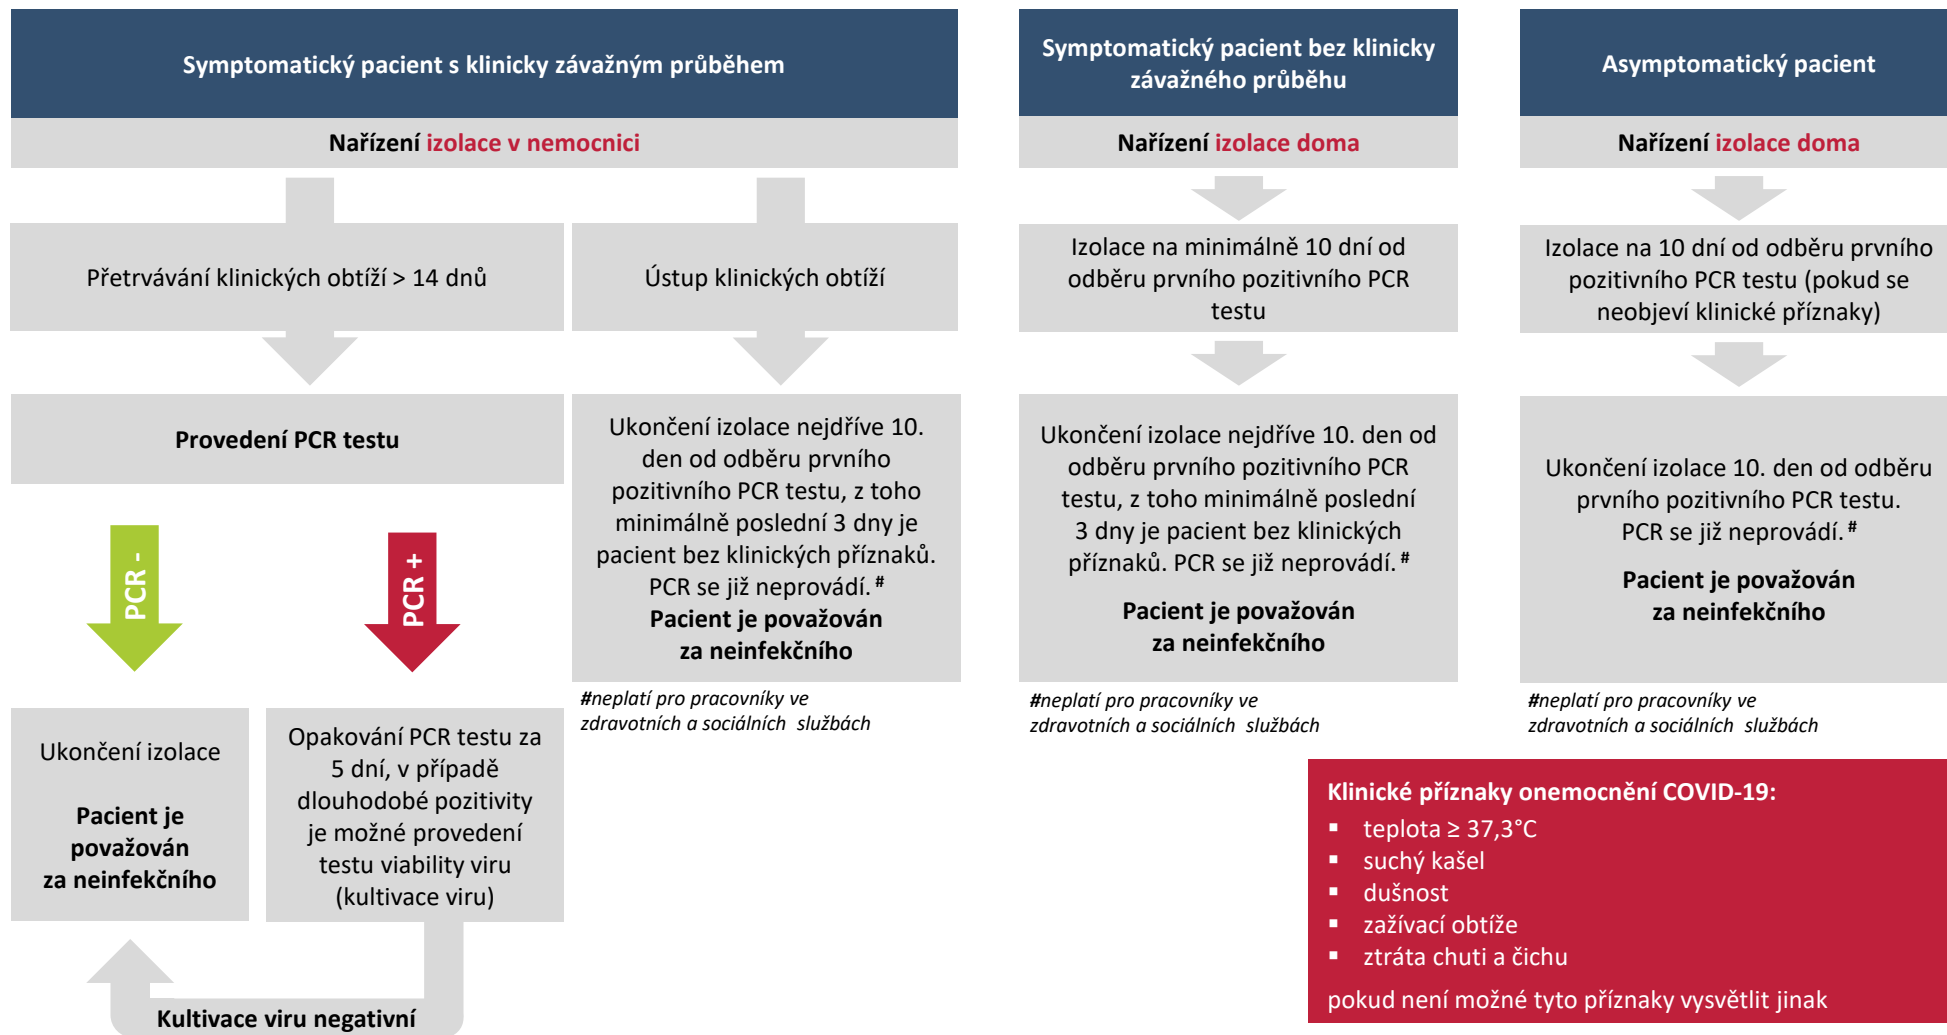 Symptomatický pacient s klinicky závažným průběhem
Nařízení izolace v nemocnici
Přetrvávání klinických obtíží > 14 dnů
Ústup klinických obtíží
Provedení PCR testu
PCR -
PCR +
Ukončení izolace
Pacient je
považován
za neinfekčního
Opakování PCR testu za
5 dní, v případě
dlouhodobé pozitivity
je možné provedení
testu viability viru
(kultivace viru)
Kultivace viru negativní
Ukončení izolace nejdříve 10.
den od odběru prvního
pozitivního PCR testu, z toho
minimálně poslední 3 dny je
pacient bez klinických příznaků.
PCR se již neprovádí. #
Pacient je považován
za neinfekčního
#neplatí pro pracovníky ve
zdravotních a sociálních službách
Symptomatický pacient bez klinicky
závažného průběhu
Nařízení izolace doma
Izolace na minimálně 10 dní od
odběru prvního pozitivního PCR
testu
Ukončení izolace nejdříve 10. den od
odběru prvního pozitivního PCR
testu, z toho minimálně poslední
3 dny je pacient bez klinických
příznaků. PCR se již neprovádí. #
Pacient je považován
za neinfekčního
#neplatí pro pracovníky ve
zdravotních a sociálních službách
Asymptomatický pacient
Nařízení izolace doma
Izolace na 10 dní od odběru prvního
pozitivního PCR testu (pokud se
neobjeví klinické příznaky)
Ukončení izolace 10. den od odběru
prvního pozitivního PCR testu.
PCR se již neprovádí. #
Pacient je považován
za neinfekčního
#neplatí pro pracovníky ve
zdravotních a sociálních službách
Klinické příznaky onemocnění COVID-19:
▪ teplota ≥ 37,3°C
▪ suchý kašel
▪ dušnost
▪ zažívací obtíže
▪ ztráta chuti a čichu
pokud není možné tyto příznaky vysvětlit jinak